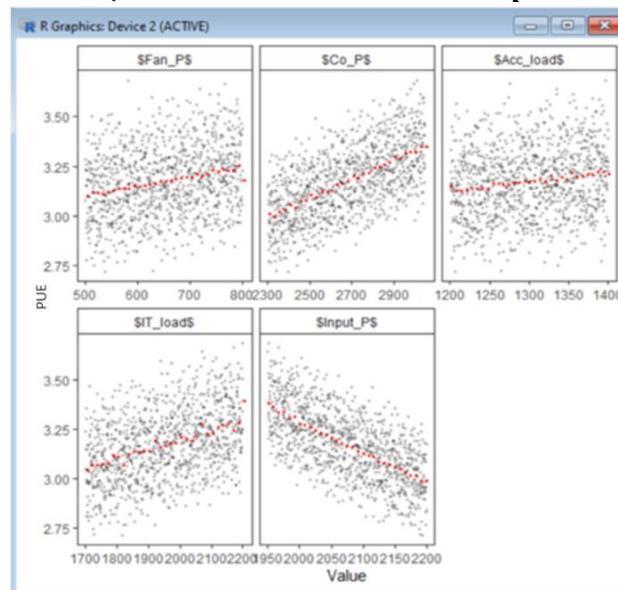 R Graphics: Device 2 (ACTIVE)
$Fan_P$ $Co_P$ $Acc_load$
3.50
3.25
3.00
2.75
500 600 700 800 2300 2500 2700 2900 1200 1250 1300 1350 1400
PUE
$IT_load$ $Input_P$
3.50
3.25
3.00
2.75
1700 1800 1900 2000 2100 2200 1950 2000 2050 2100 2150 2200
Value